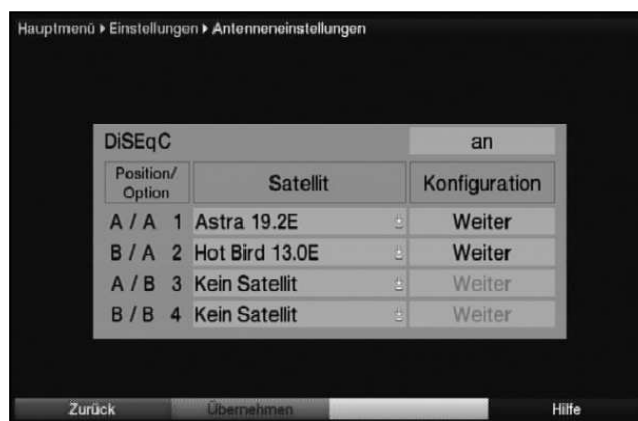 Hauptmenü ▸ Einstellungen ▸ Antenneneinstellungen
DiSEqC an
Position/ Option Satellit Konfiguration
A / A 1 Astra 19.2E Weiter
B / A 2 Hot Bird 13.0E Weiter
A / B 3 Kein Satellit Weiter
B / B 4 Kein Satellit Weiter
Zurück Übernehmen Hilfe